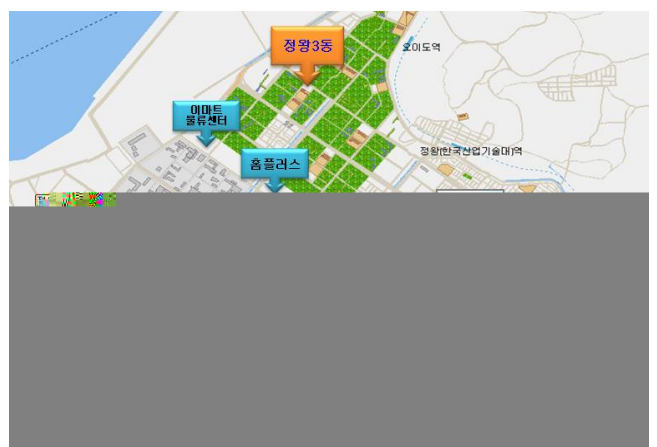 정왕3동
오이도역
이마트
물류센터
정왕(한국산업기술대)역
홈플러스